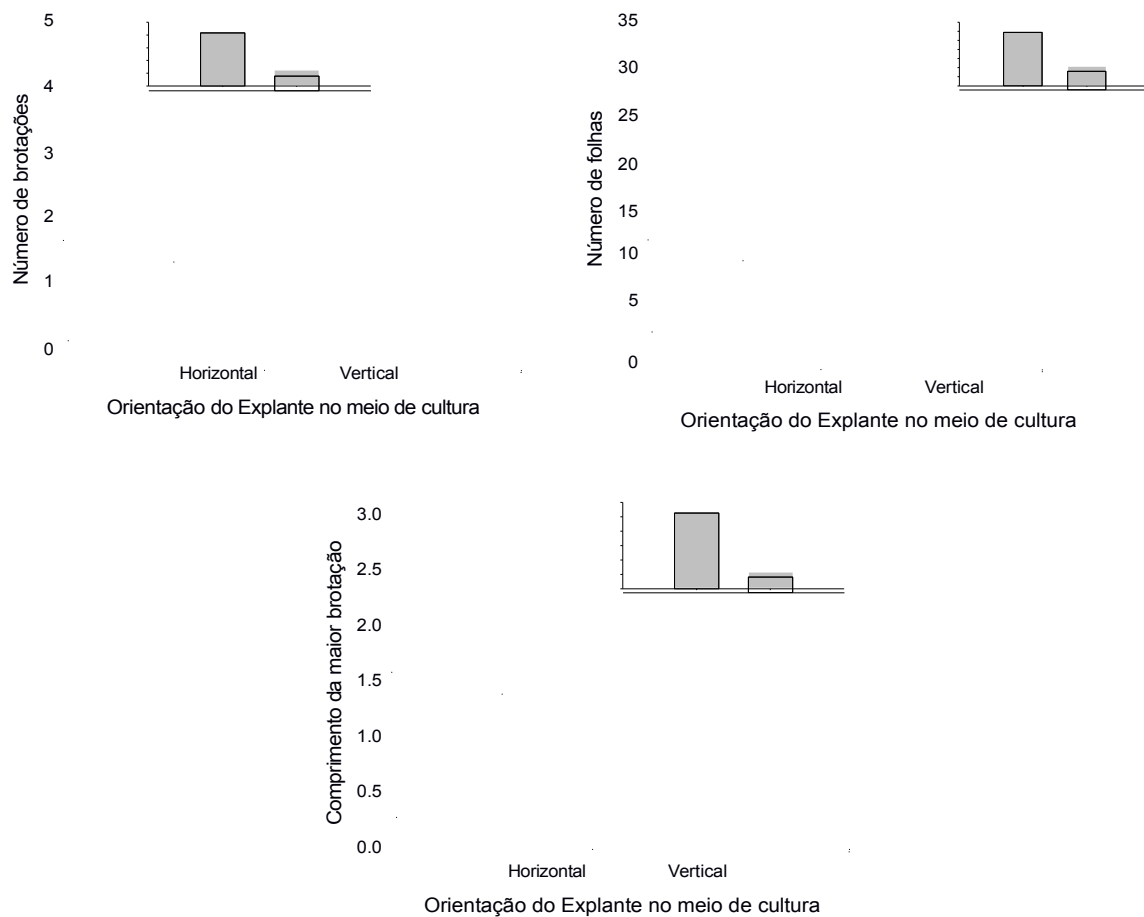 Número de brotações
5
4
3
2
1
0
Horizontal Vertical
Orientação do Explante no meio de cultura
Número de folhas
35
30
25
20
15
10
5
0
Horizontal Vertical
Orientação do Explante no meio de cultura
Comprimento da maior brotação
3.0
2.5
2.0
1.5
1.0
0.5
0.0
Horizontal Vertical
Orientação do Explante no meio de cultura